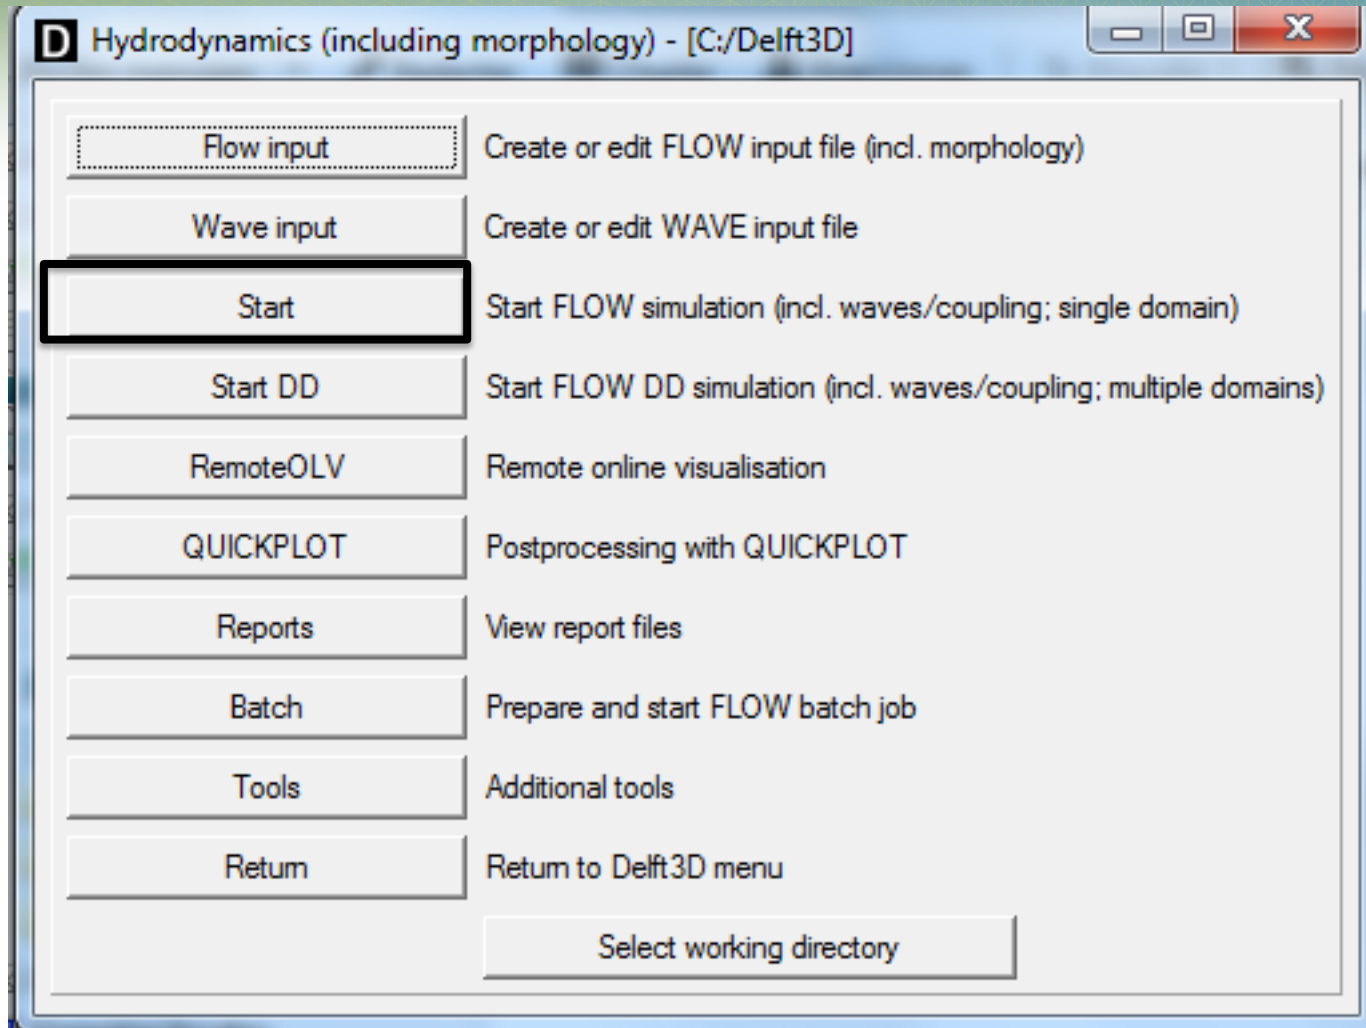 D Hydrodynamics (including morphology) - [C:/Delft3D]
Flow input Create or edit FLOW input file (incl. morphology)
Wave input Create or edit WAVE input file
Start Start FLOW simulation (incl. waves/coupling; single domain)
Start DD Start FLOW DD simulation (incl. waves/coupling; multiple domains)
RemoteOLV Remote online visualisation
QUICKPLOT Postprocessing with QUICKPLOT
Reports View report files
Batch Prepare and start FLOW batch job
Tools Additional tools
Return Return to Delft3D menu
Select working directory